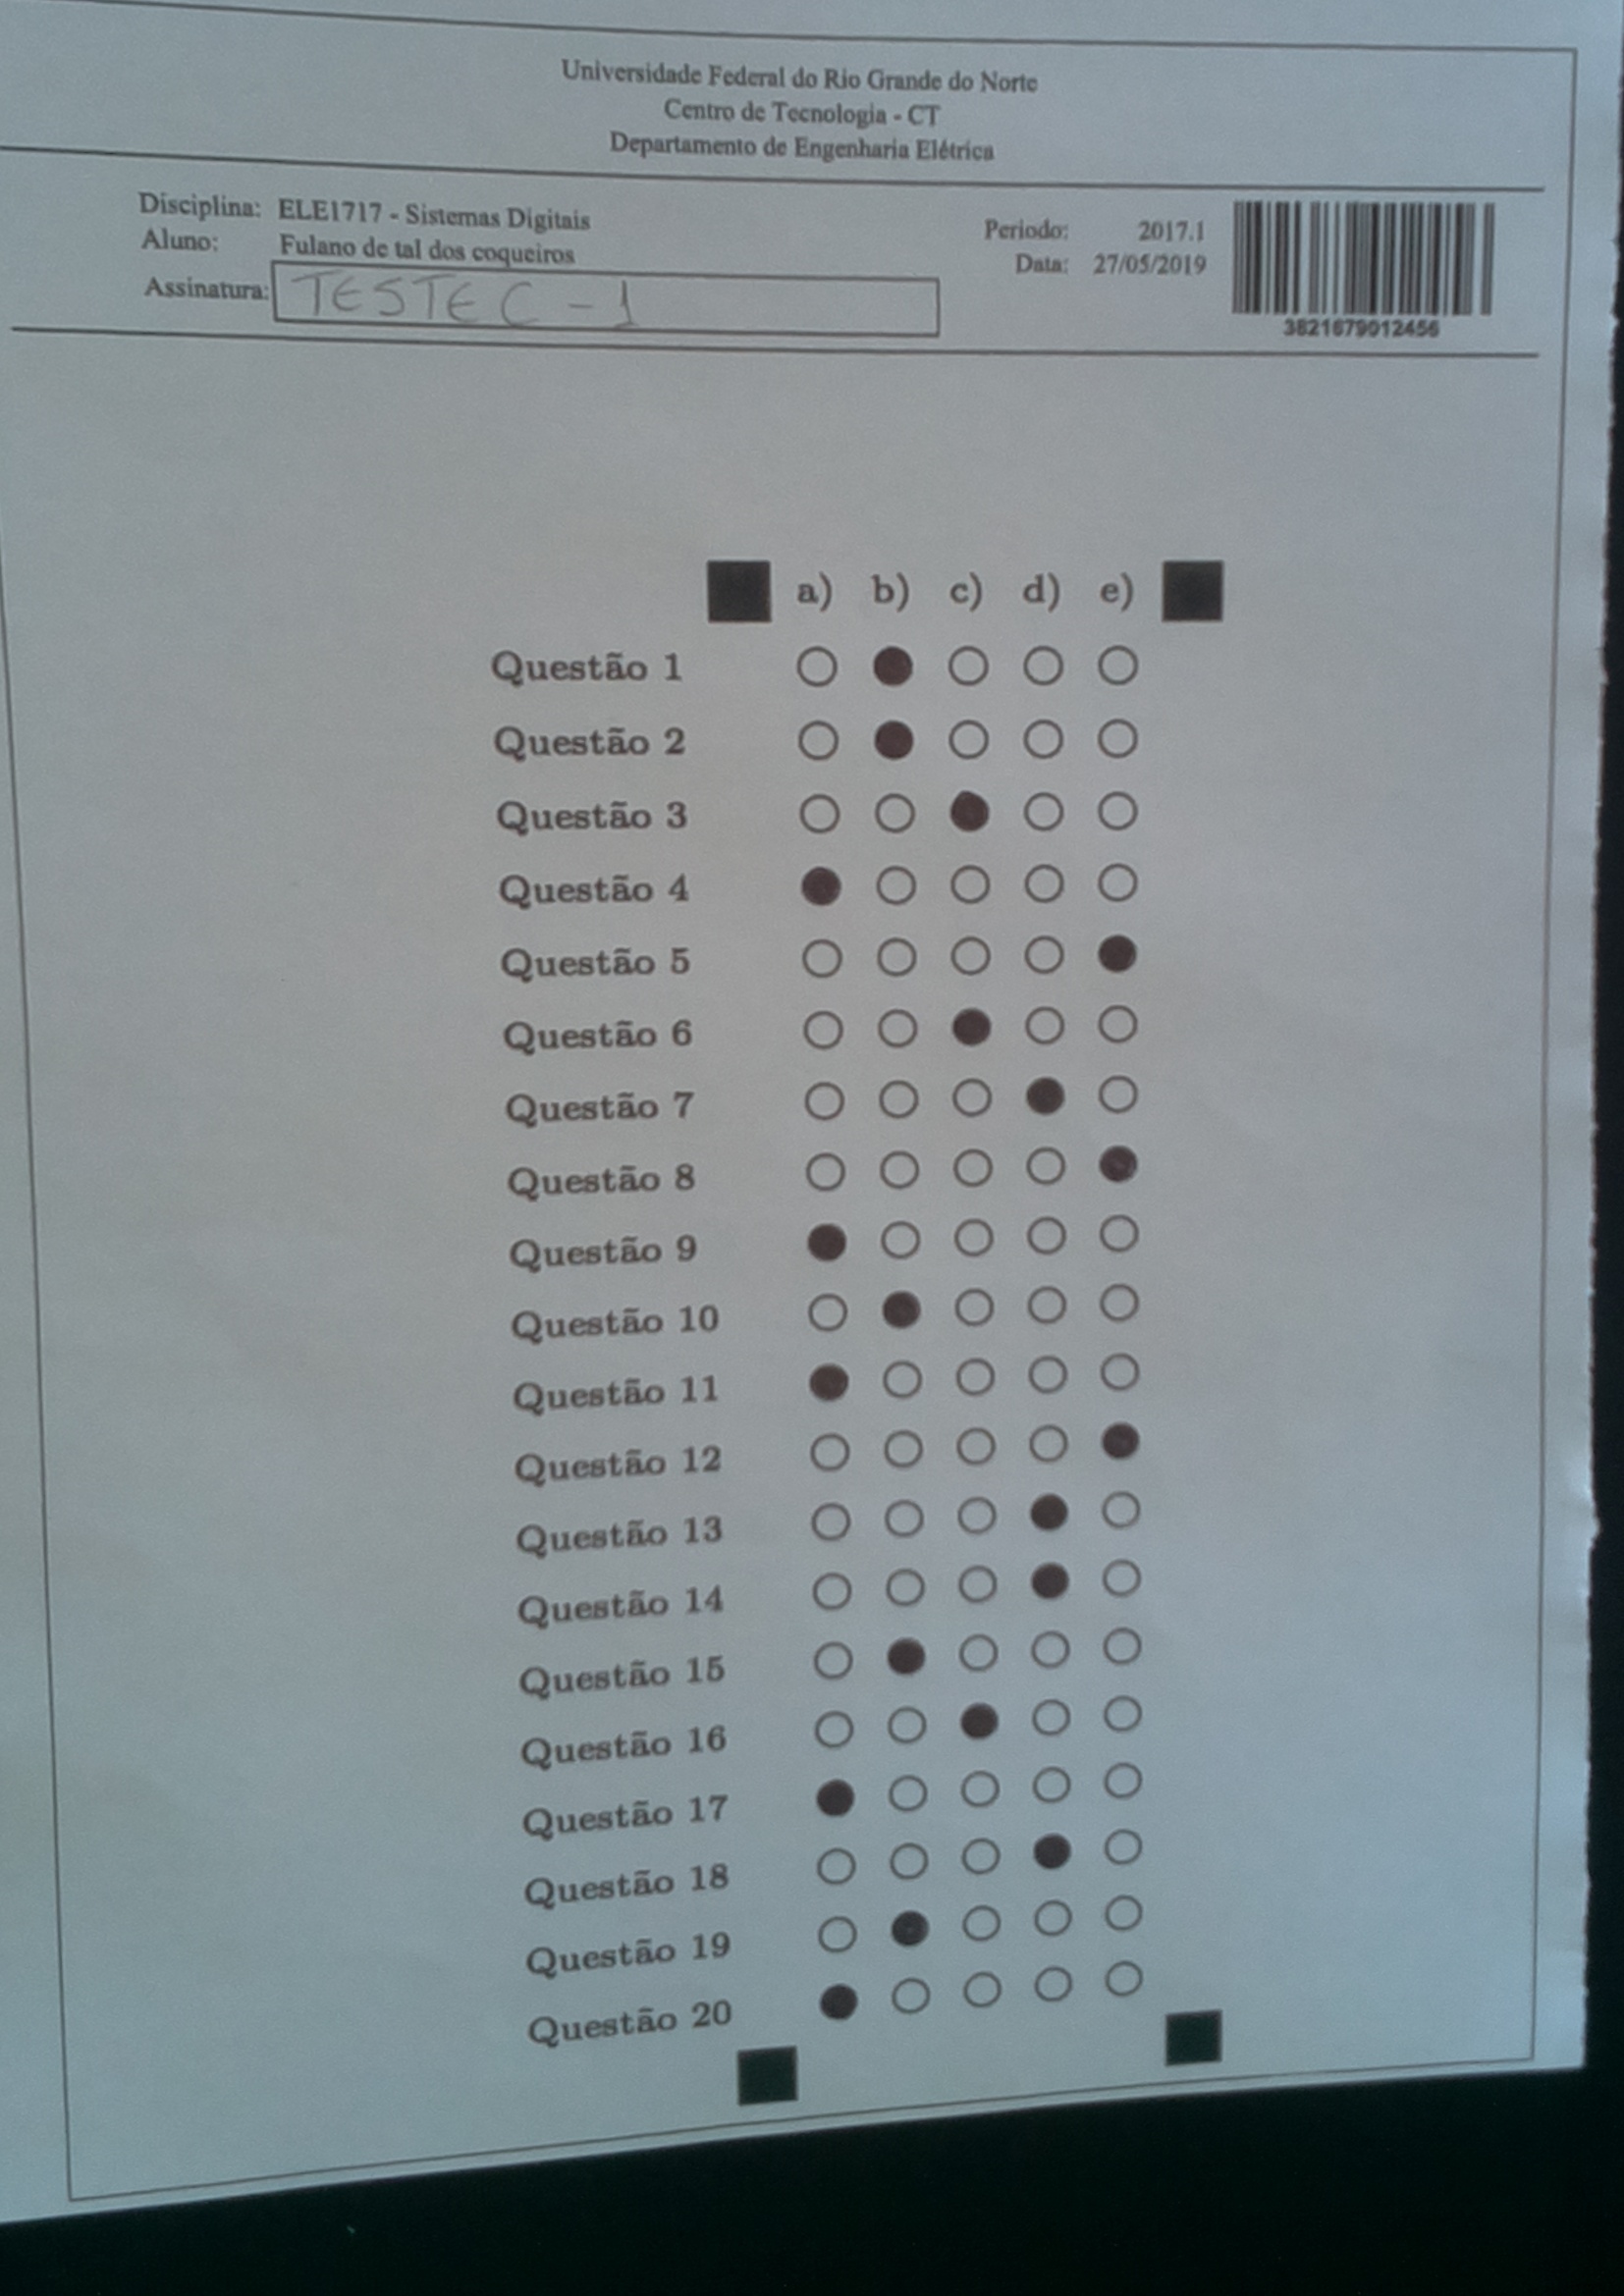 Universidade Federal do Rio Grande do Norte
Centro de Tecnologia - CT
Departamento de Engenharia Elétrica
Disciplina: ELE1717 - Sistemas Digitais
Aluno: Fulano de tal dos coqueiros
Assinatura: TESTE C - 1
Periodo: 2017.1
Data: 27/05/2019
3821679012456
a) b) c) d) e)
Questão 1
Questão 2
Questão 3
Questão 4
Questão 5
Questão 6
Questão 7
Questão 8
Questão 9
Questão 10
Questão 11
Questão 12
Questão 13
Questão 14
Questão 15
Questão 16
Questão 17
Questão 18
Questão 19
Questão 20